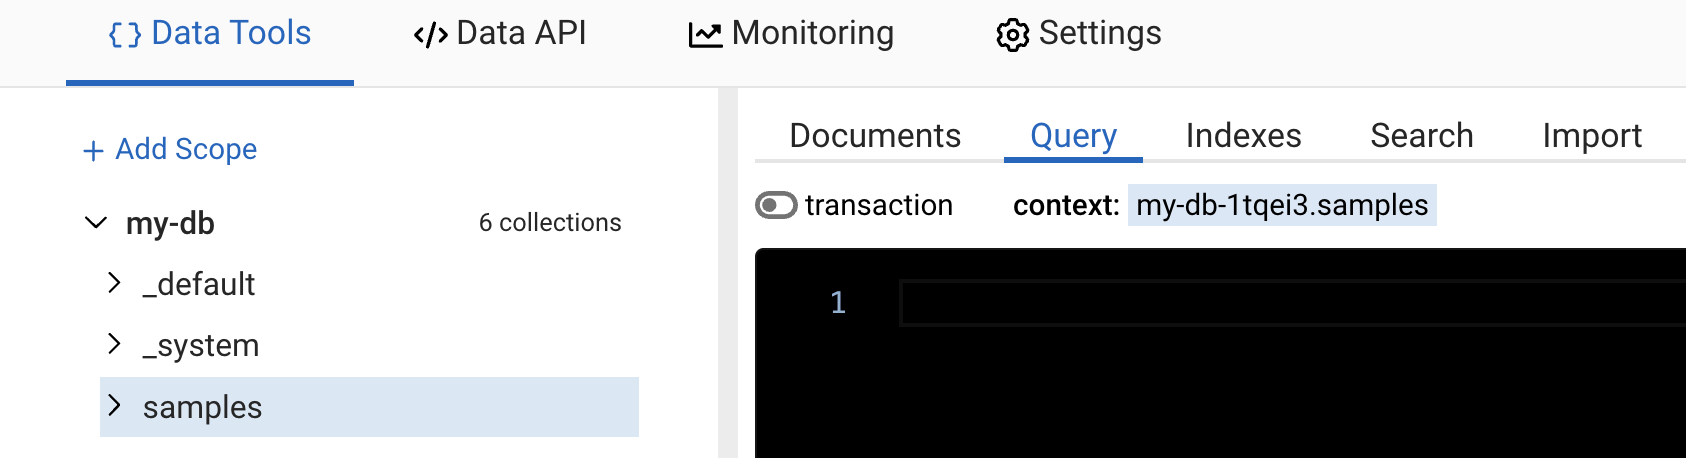 {} Data Tools
</> Data API
Monitoring
Settings
+ Add Scope
my-db 6 collections
_default
_system
samples
Documents Query Indexes Search Import
transaction context: my-db-1tqei3.samples
1